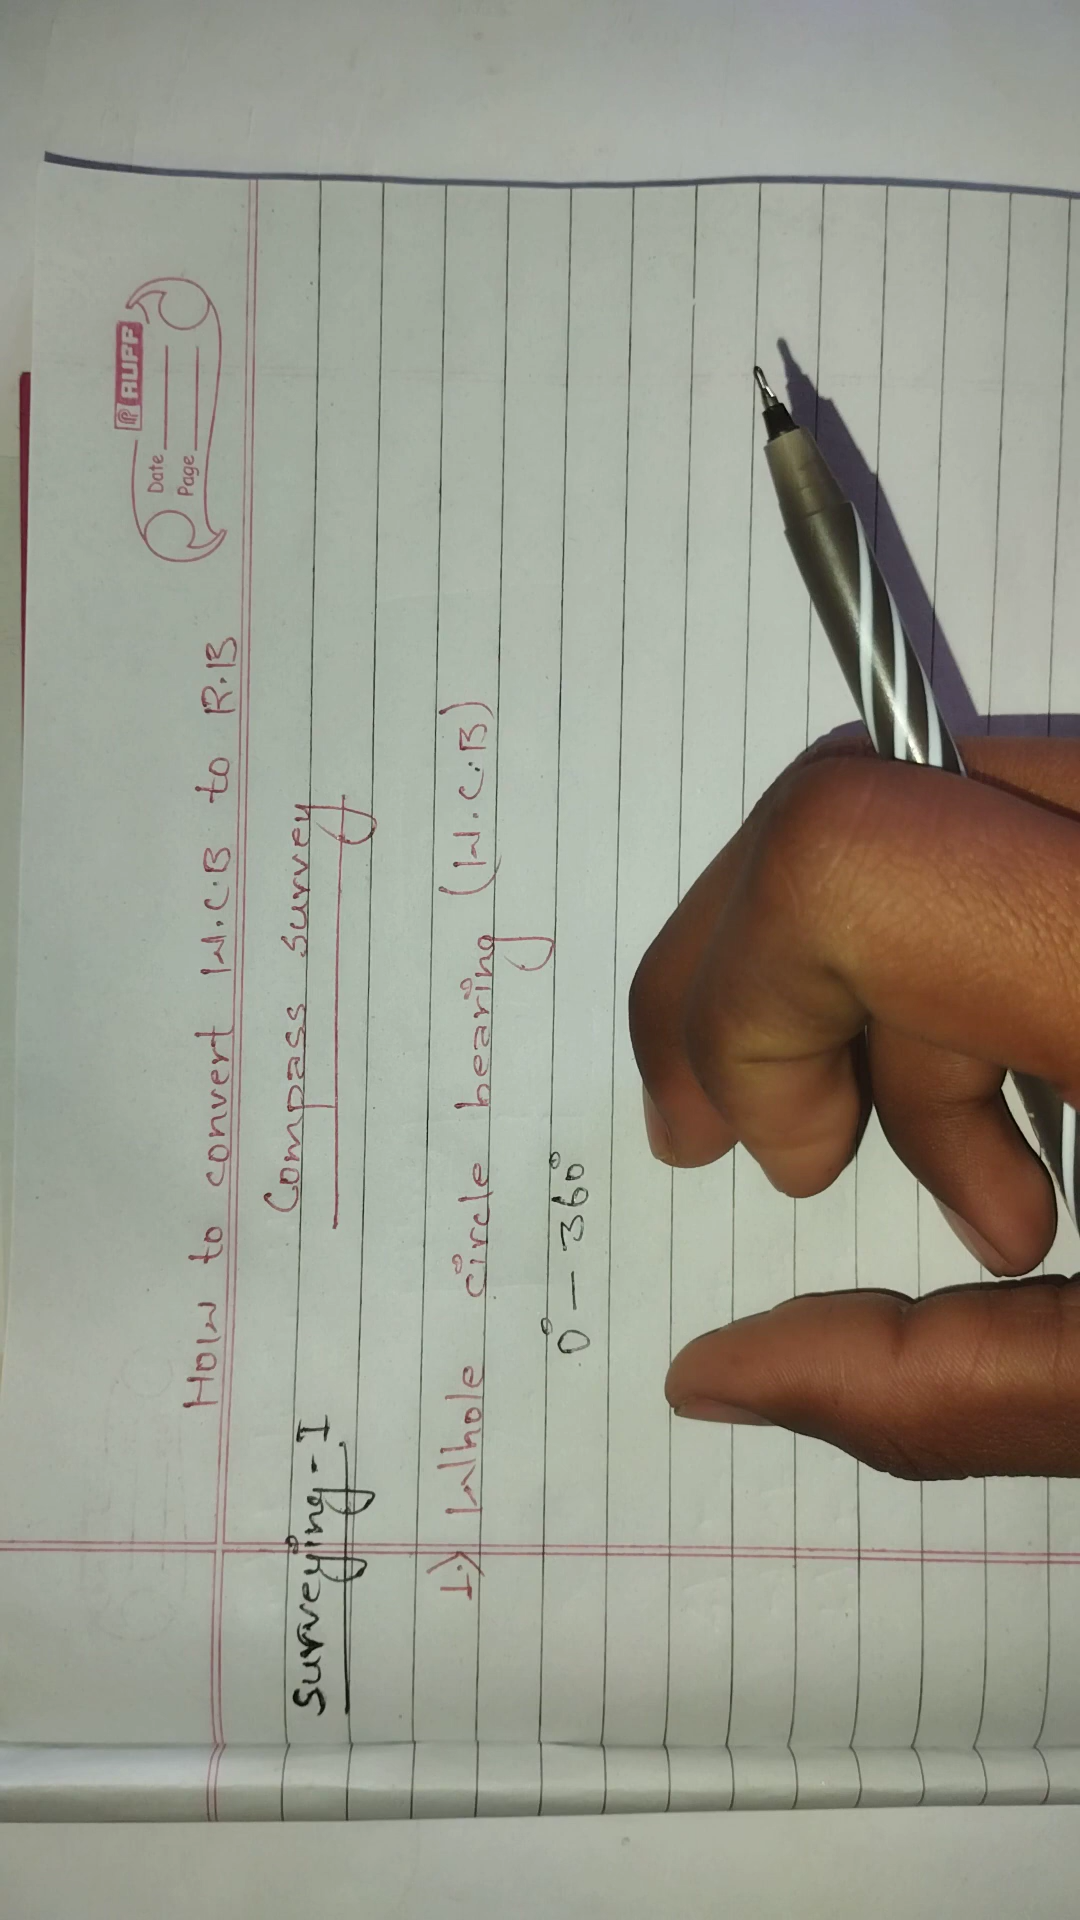 RUFF
Date
Page
How to convert W.C.B to R.B
Surveying-I
Compass survey
1.) Whole circle bearing (W.C.B)
0° — 360°